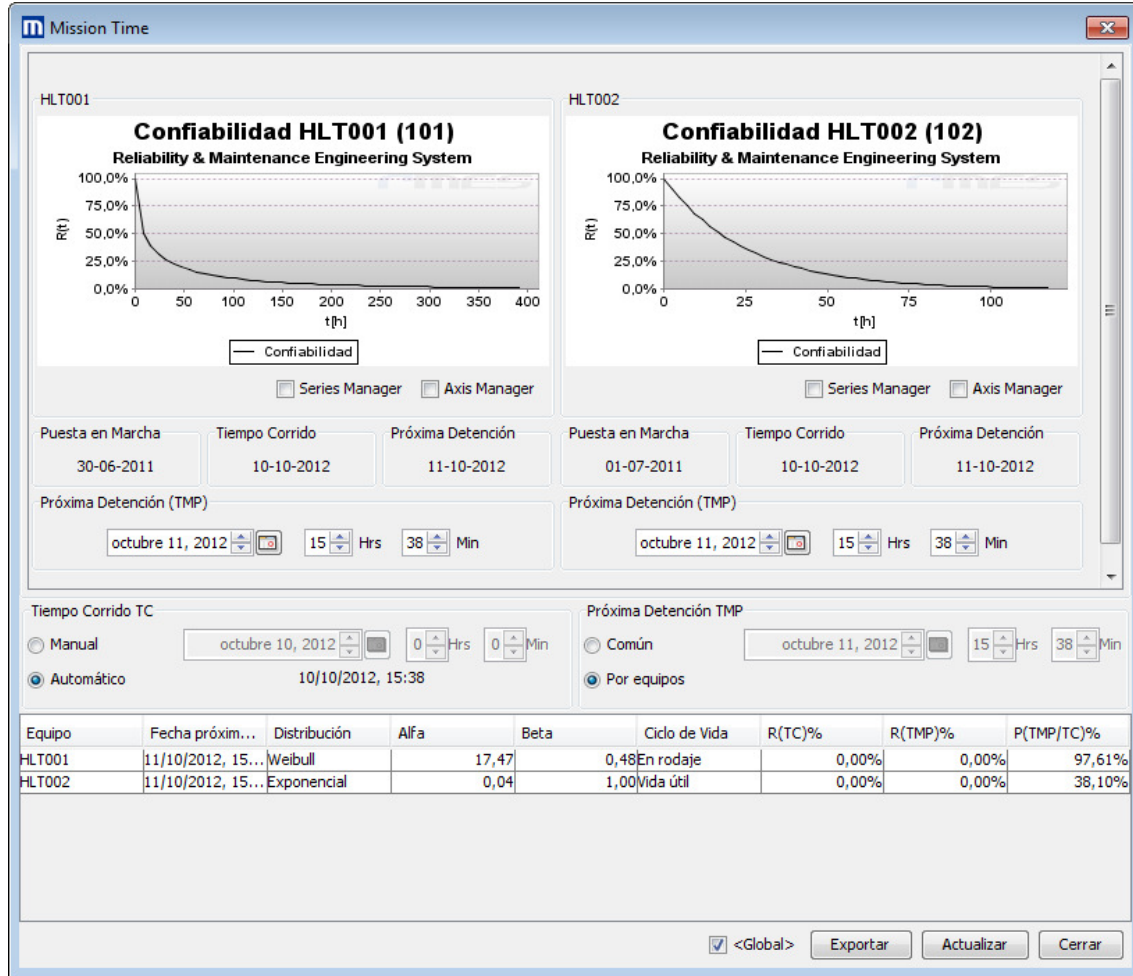 Mission Time
HLT001
Confiabilidad HLT001 (101)
Reliability & Maintenance Engineering System
100,0%
75,0%
50,0%
25,0%
0,0%
R(t)
0 50 100 150 200 250 300 350 400
t[h]
Confiabilidad
Series Manager Axis Manager
HLT002
Confiabilidad HLT002 (102)
Reliability & Maintenance Engineering System
100,0%
75,0%
50,0%
25,0%
0,0%
R(t)
0 25 50 75 100
t[h]
Confiabilidad
Series Manager Axis Manager
Puesta en Marcha Tiempo Corrido Próxima Detención Puesta en Marcha Tiempo Corrido Próxima Detención
30-06-2011 10-10-2012 11-10-2012 01-07-2011 10-10-2012 11-10-2012
Próxima Detención (TMP) Próxima Detención (TMP)
octubre 11, 2012 15 Hrs 38 Min octubre 11, 2012 15 Hrs 38 Min
Tiempo Corrido TC Próxima Detención TMP
Manual octubre 10, 2012 0 Hrs 0 Min Común octubre 11, 2012 15 Hrs 38 Min
Automático 10/10/2012, 15:38 Por equipos
Equipo Fecha próxim... Distribución Alfa Beta Ciclo de Vida R(TC)% R(TMP)% P(TMP/TC)%
HLT001 11/10/2012, 15... Weibull 17,47 0,48 En rodaje 0,00% 0,00% 97,61%
HLT002 11/10/2012, 15... Exponencial 0,04 1,00 Vida útil 0,00% 0,00% 38,10%
<Global> Exportar Actualizar Cerrar